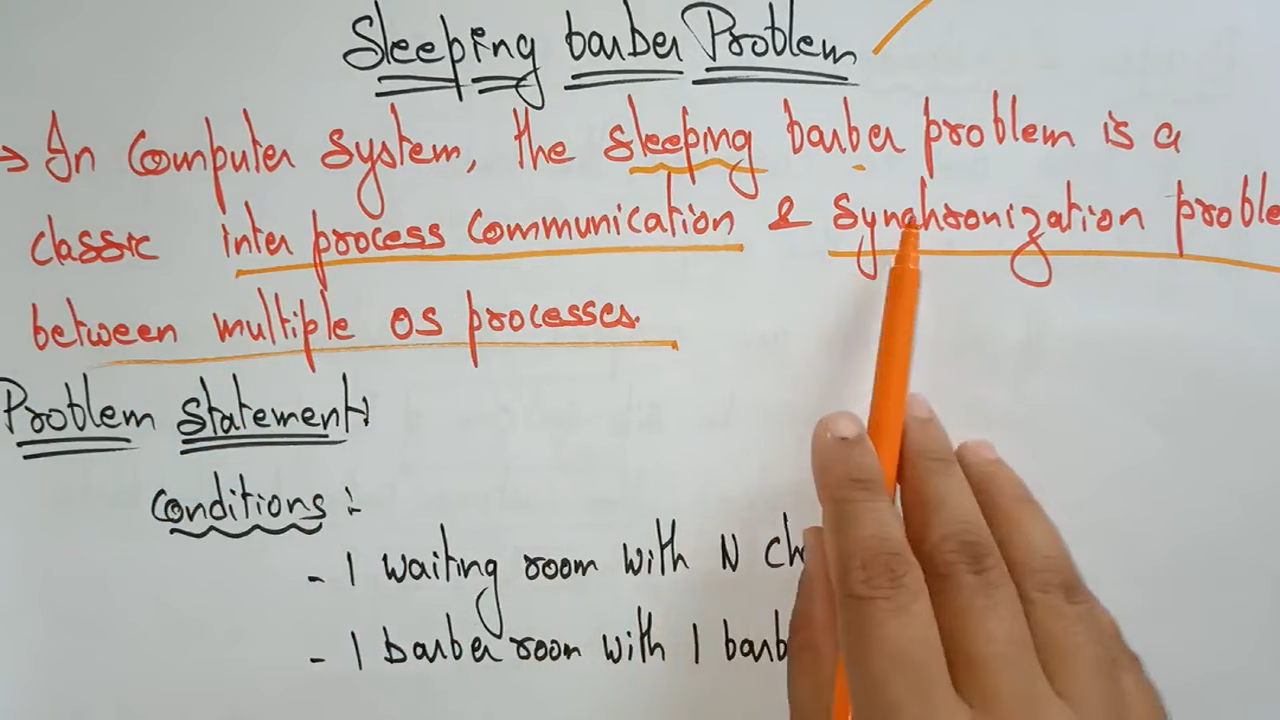 Sleeping barber Problem
→ In Computer system, the sleeping barber problem is a
classic inter process communication & synchronization proble
between multiple OS processes.
Problem Statement:
Conditions:
- 1 waiting room with N Ch
- 1 barber room with 1 barb